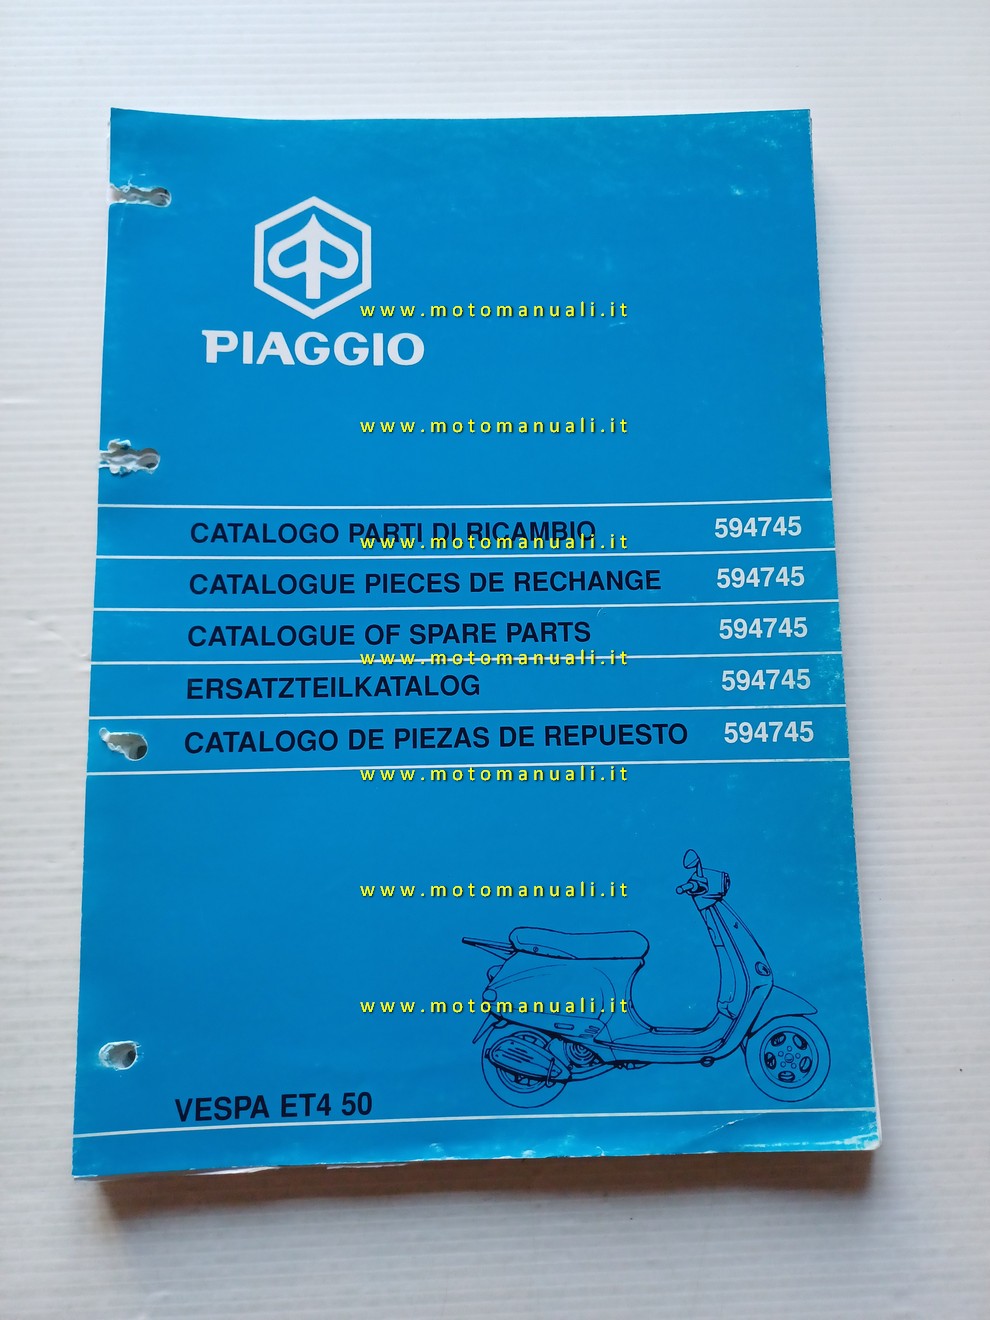 PIAGGIO
www.motomanuali.it
www.motomanuali.it
CATALOGO PARTI DI RICAMBIO 594745
www.motomanuali.it
CATALOGUE PIECES DE RECHANGE 594745
CATALOGUE OF SPARE PARTS 594745
www.motomanuali.it
ERSATZTEILKATALOG 594745
CATALOGO DE PIEZAS DE REPUESTO 594745
www.motomanuali.it
www.motomanuali.it
www.motomanuali.it
VESPA ET4 50